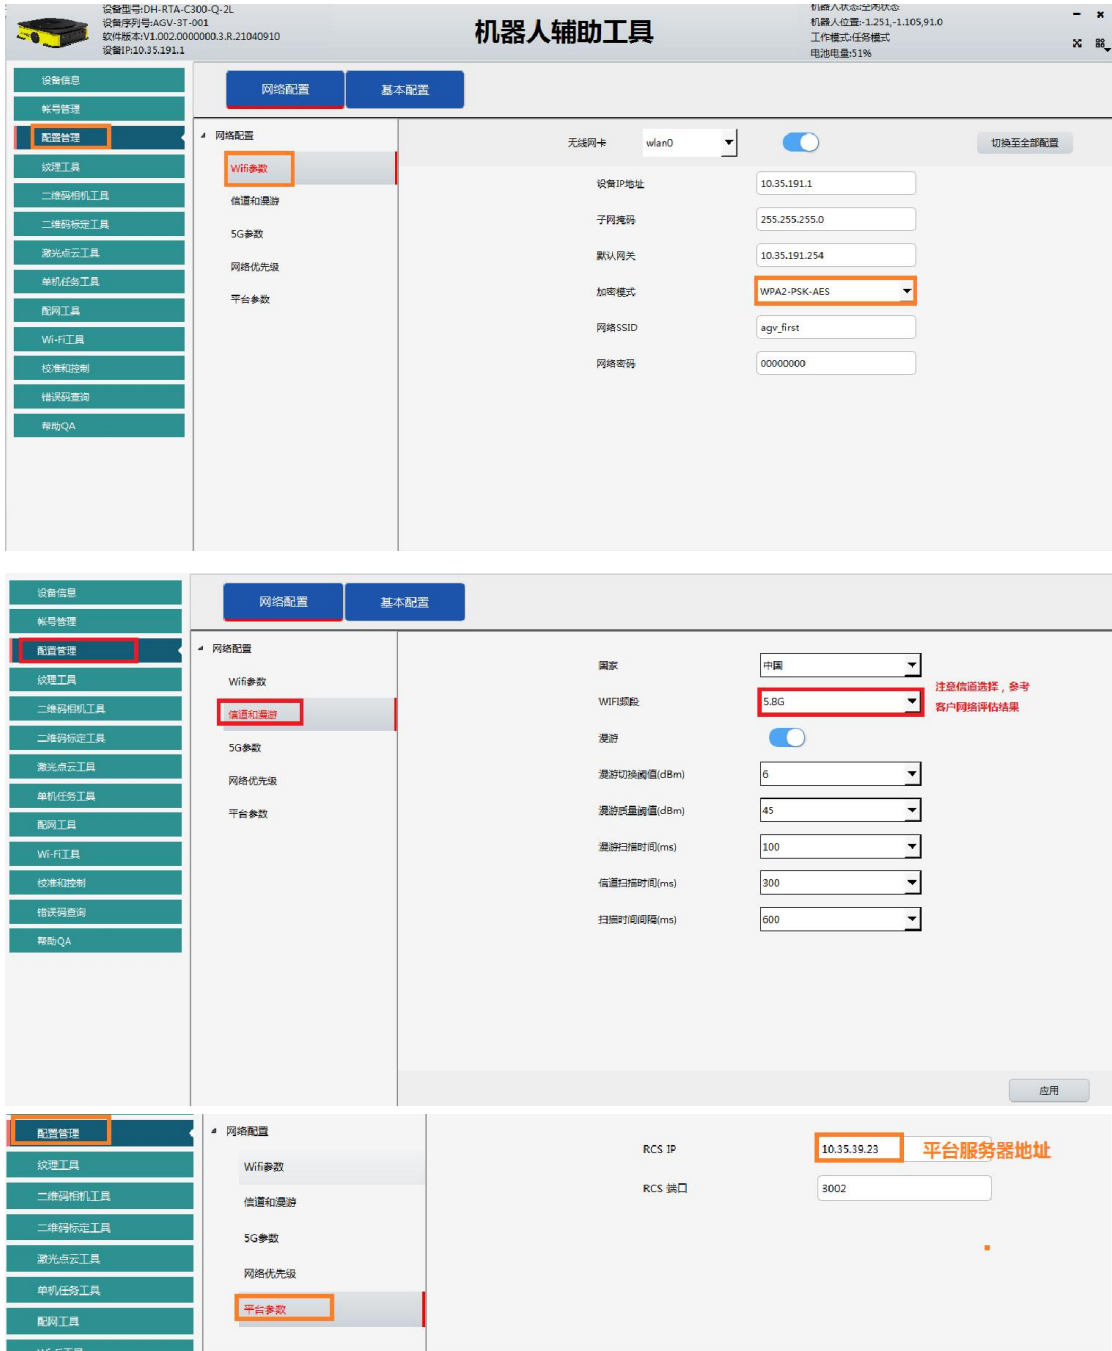 设备型号:DH-RTA-C300-Q-2L
设备序列号:AGV-3T-001
软件版本:V1.002.0000000.3.R.21040910
设备IP:10.35.191.1
机器人辅助工具
机器人状态:空闲状态
机器人位置:-1.251,-1.105,91.0
工作模式:任务模式
电池电量:51%
设备信息
帐号管理
配置管理
纹理工具
二维码相机工具
二维码标定工具
激光点云工具
单机任务工具
配网工具
Wi-Fi工具
校准和控制
错误码查询
帮助QA
网络配置
基本配置
网络配置
Wifi参数
信道和漫游
5G参数
网络优先级
平台参数
无线网卡 wlan0
切换至全部配置
设备IP地址 10.35.191.1
子网掩码 255.255.255.0
默认网关 10.35.191.254
加密模式 WPA2-PSK-AES
网络SSID agv_first
网络密码 00000000
设备信息
帐号管理
配置管理
纹理工具
二维码相机工具
二维码标定工具
激光点云工具
单机任务工具
配网工具
Wi-Fi工具
校准和控制
错误码查询
帮助QA
网络配置
基本配置
网络配置
Wifi参数
信道和漫游
5G参数
网络优先级
平台参数
国家 中国
WIFI频段 5.8G
注意信道选择，参考
客户网络评估结果
漫游
漫游切换阈值(dBm) 6
漫游质量阈值(dBm) 45
漫游扫描时间(ms) 100
信道扫描时间(ms) 300
扫描时间间隔(ms) 600
应用
配置管理
纹理工具
二维码相机工具
二维码标定工具
激光点云工具
单机任务工具
配网工具
Wi-Fi工具
网络配置
Wifi参数
信道和漫游
5G参数
网络优先级
平台参数
RCS IP 10.35.39.23 平台服务器地址
RCS 端口 3002